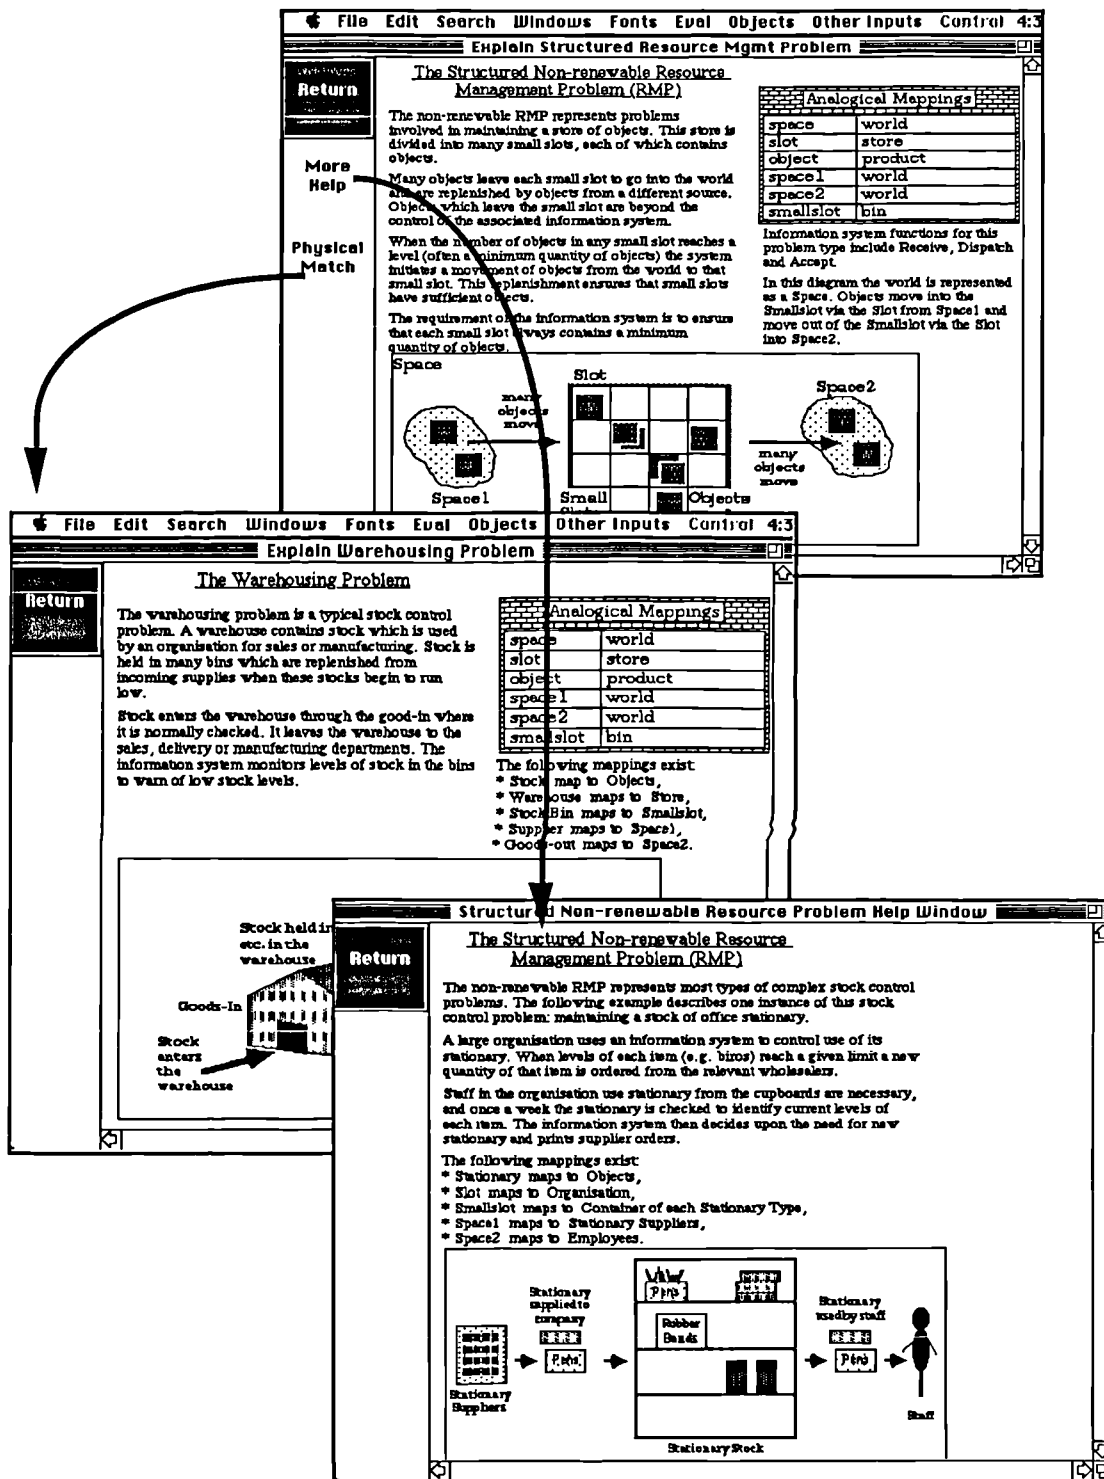 File Edit Search Windows Fonts Eval Objects Other Inputs Control 4:3
Explain Structured Resource Mgmt Problem
Return
More
Help
Physical
Match
The Structured Non-renewable Resource
Management Problem (RMP)
The non-renewable RMP represents problems
involved in maintaining a store of objects. This store is
divided into many small slots, each of which contains
objects.
Many objects leave each small slot to go into the world
and are replenished by objects from a different source.
Objects which leave the small slot are beyond the
control of the associated information system.
When the number of objects in any small slot reaches a
level (often a minimum quantity of objects) the system
initiates a movement of objects from the world to that
small slot. This replenishment ensures that small slots
have sufficient objects.
The requirement of the information system is to ensure
that each small slot always contains a minimum
quantity of objects.
Analogical Mappings
space world
slot store
object product
space1 world
space2 world
smallslot bin
Information system functions for this
problem type include Receive, Dispatch
and Accept.
In this diagram the world is represented
as a Space. Objects move into the
Smallslot via the Slot from Space1 and
move out of the Smallslot via the Slot
into Space2.
Space
Slot
Space2
many
objects
move
many
objects
move
Space1
Small
Objects
File Edit Search Windows Fonts Eval Objects Other Inputs Control 4:3
Explain Warehousing Problem
Return
The Warehousing Problem
The warehousing problem is a typical stock control
problem. A warehouse contains stock which is used
by an organisation for sales or manufacturing. Stock is
held in many bins which are replenished from
incoming supplies when these stocks begin to run
low.
Stock enters the warehouse through the good-in where
it is normally checked. It leaves the warehouse to the
sales, delivery or manufacturing departments. The
information system monitors levels of stock in the bins
to warn of low stock levels.
Analogical Mappings
space world
slot store
object product
space1 world
space2 world
smallslot bin
The following mappings exist
* Stock map to Objects,
* Warehouse maps to Store,
* Stock Bin maps to Smallslot,
* Supplier maps to Space1,
* Goods-out maps to Space2.
Stock held in
etc. in the
warehouse
Goods-In
Stock
enters
the
warehouse
Structured Non-renewable Resource Problem Help Window
Return
The Structured Non-renewable Resource
Management Problem (RMP)
The non-renewable RMP represents most types of complex stock control
problems. The following example describes one instance of this stock
control problem: maintaining a stock of office stationary.
A large organisation uses an information system to control use of its
stationary. When levels of each item (e.g. biros) reach a given limit a new
quantity of that item is ordered from the relevant wholesalers.
Staff in the organisation use stationary from the cupboards are necessary,
and once a week the stationary is checked to identify current levels of
each item. The information system then decides upon the need for new
stationary and prints supplier orders.
The following mappings exist:
* Stationary maps to Objects,
* Slot maps to Organisation,
* Smallslot maps to Container of each Stationary Type,
* Space1 maps to Stationary Suppliers,
* Space2 maps to Employees.
Stationary
supplied to
company
Pens
Pens
Rubber
Bands
Stationary
used by staff
Pens
Stationary
Suppliers
Staff
Stationary Stock